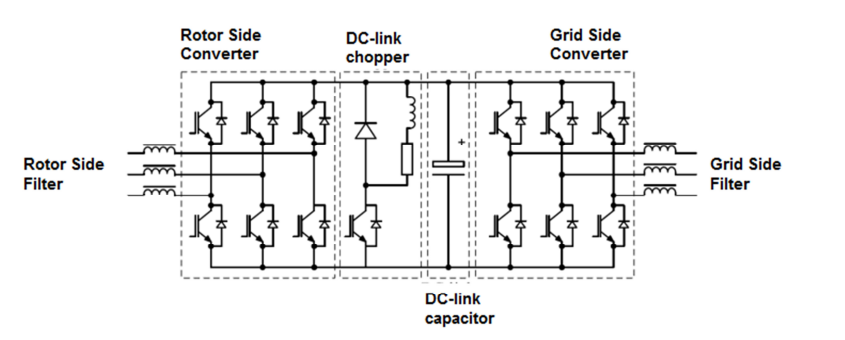 Rotor Side
Converter
DC-link
chopper
Grid Side
Converter
Rotor Side
Filter
+
Grid Side
Filter
DC-link
capacitor